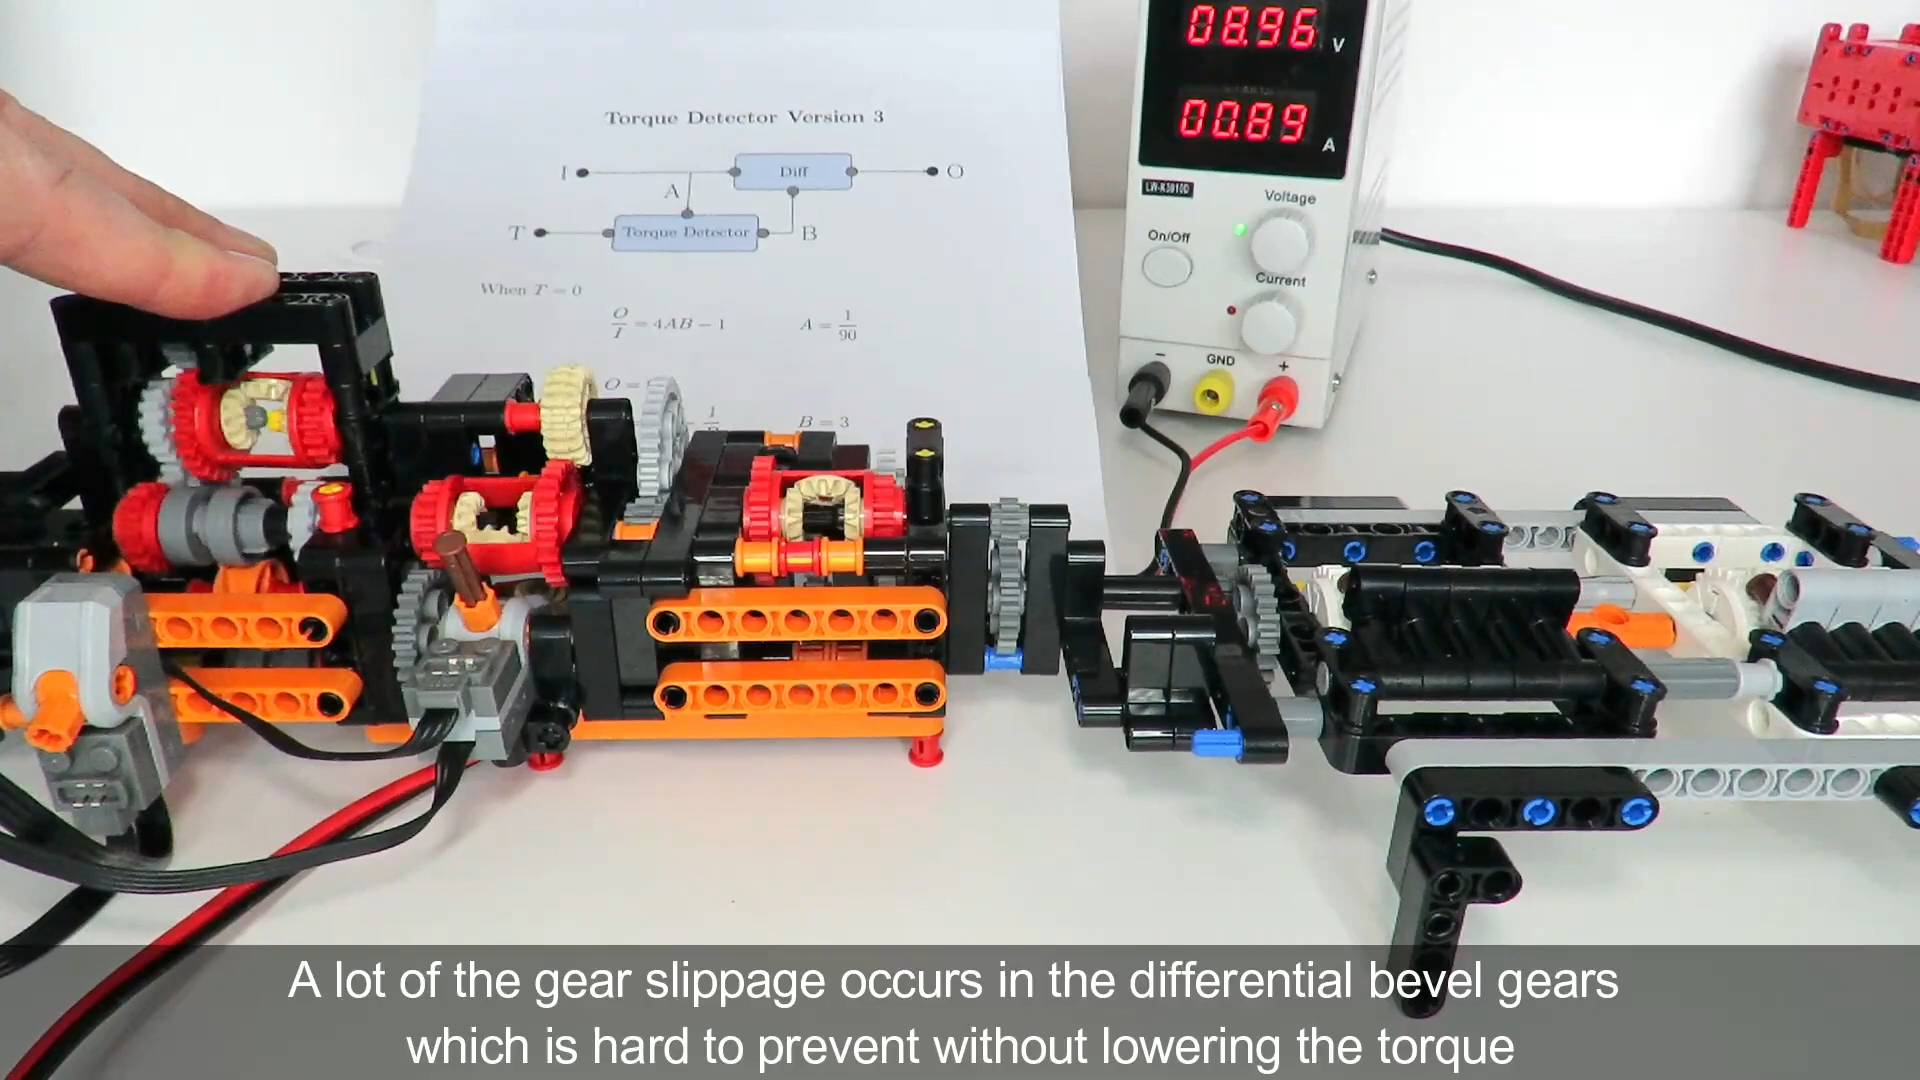 08.96 V
00.89 A
LW-K3010D
Voltage
On/Off
Current
− GND +
Torque Detector Version 3
I Diff O
A
T Torque Detector B
When T = 0
O/I = 4AB − 1 A = 1/90
O =
B = 3
A lot of the gear slippage occurs in the differential bevel gears
which is hard to prevent without lowering the torque